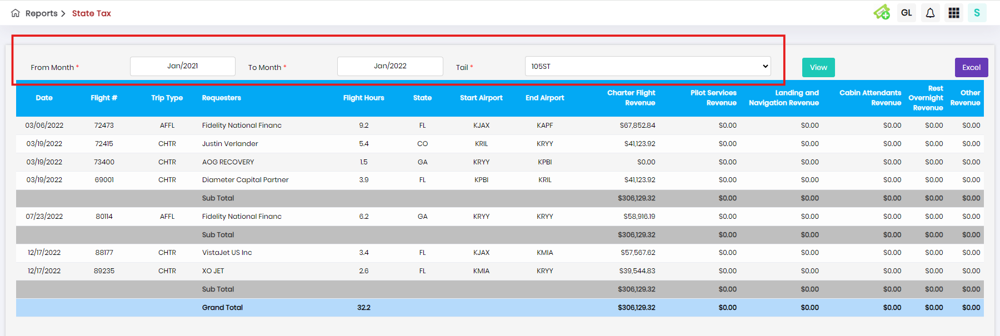 Reports > State Tax
GL
S
From Month * Jan/2021 To Month * Jan/2022 Tail * 105ST View Excel
Date Flight # Trip Type Requesters Flight Hours State Start Airport End Airport Charter Flight Revenue Pilot Services Revenue Landing and Navigation Revenue Cabin Attendants Revenue Rest Overnight Revenue Other Revenue
03/06/2022 72473 AFFL Fidelity National Financ 9.2 FL KJAX KAPF $67,852.84 $0.00 $0.00 $0.00 $0.00 $0.00
03/19/2022 72415 CHTR Justin Verlander 5.4 CO KRIL KRYY $41,123.92 $0.00 $0.00 $0.00 $0.00 $0.00
03/19/2022 73400 CHTR AOG RECOVERY 1.5 GA KRYY KPBI $0.00 $0.00 $0.00 $0.00 $0.00 $0.00
03/19/2022 69001 CHTR Diameter Capital Partner 3.9 FL KPBI KRIL $41,123.92 $0.00 $0.00 $0.00 $0.00 $0.00
Sub Total $306,129.32 $0.00 $0.00 $0.00 $0.00 $0.00
07/23/2022 80114 AFFL Fidelity National Financ 6.2 GA KRYY KRYY $58,916.19 $0.00 $0.00 $0.00 $0.00 $0.00
Sub Total $306,129.32 $0.00 $0.00 $0.00 $0.00 $0.00
12/17/2022 88177 CHTR VistaJet US Inc 3.4 FL KJAX KMIA $57,567.62 $0.00 $0.00 $0.00 $0.00 $0.00
12/17/2022 89235 CHTR XO JET 2.6 FL KMIA KRYY $39,544.83 $0.00 $0.00 $0.00 $0.00 $0.00
Sub Total $306,129.32 $0.00 $0.00 $0.00 $0.00 $0.00
Grand Total 32.2 $306,129.32 $0.00 $0.00 $0.00 $0.00 $0.00